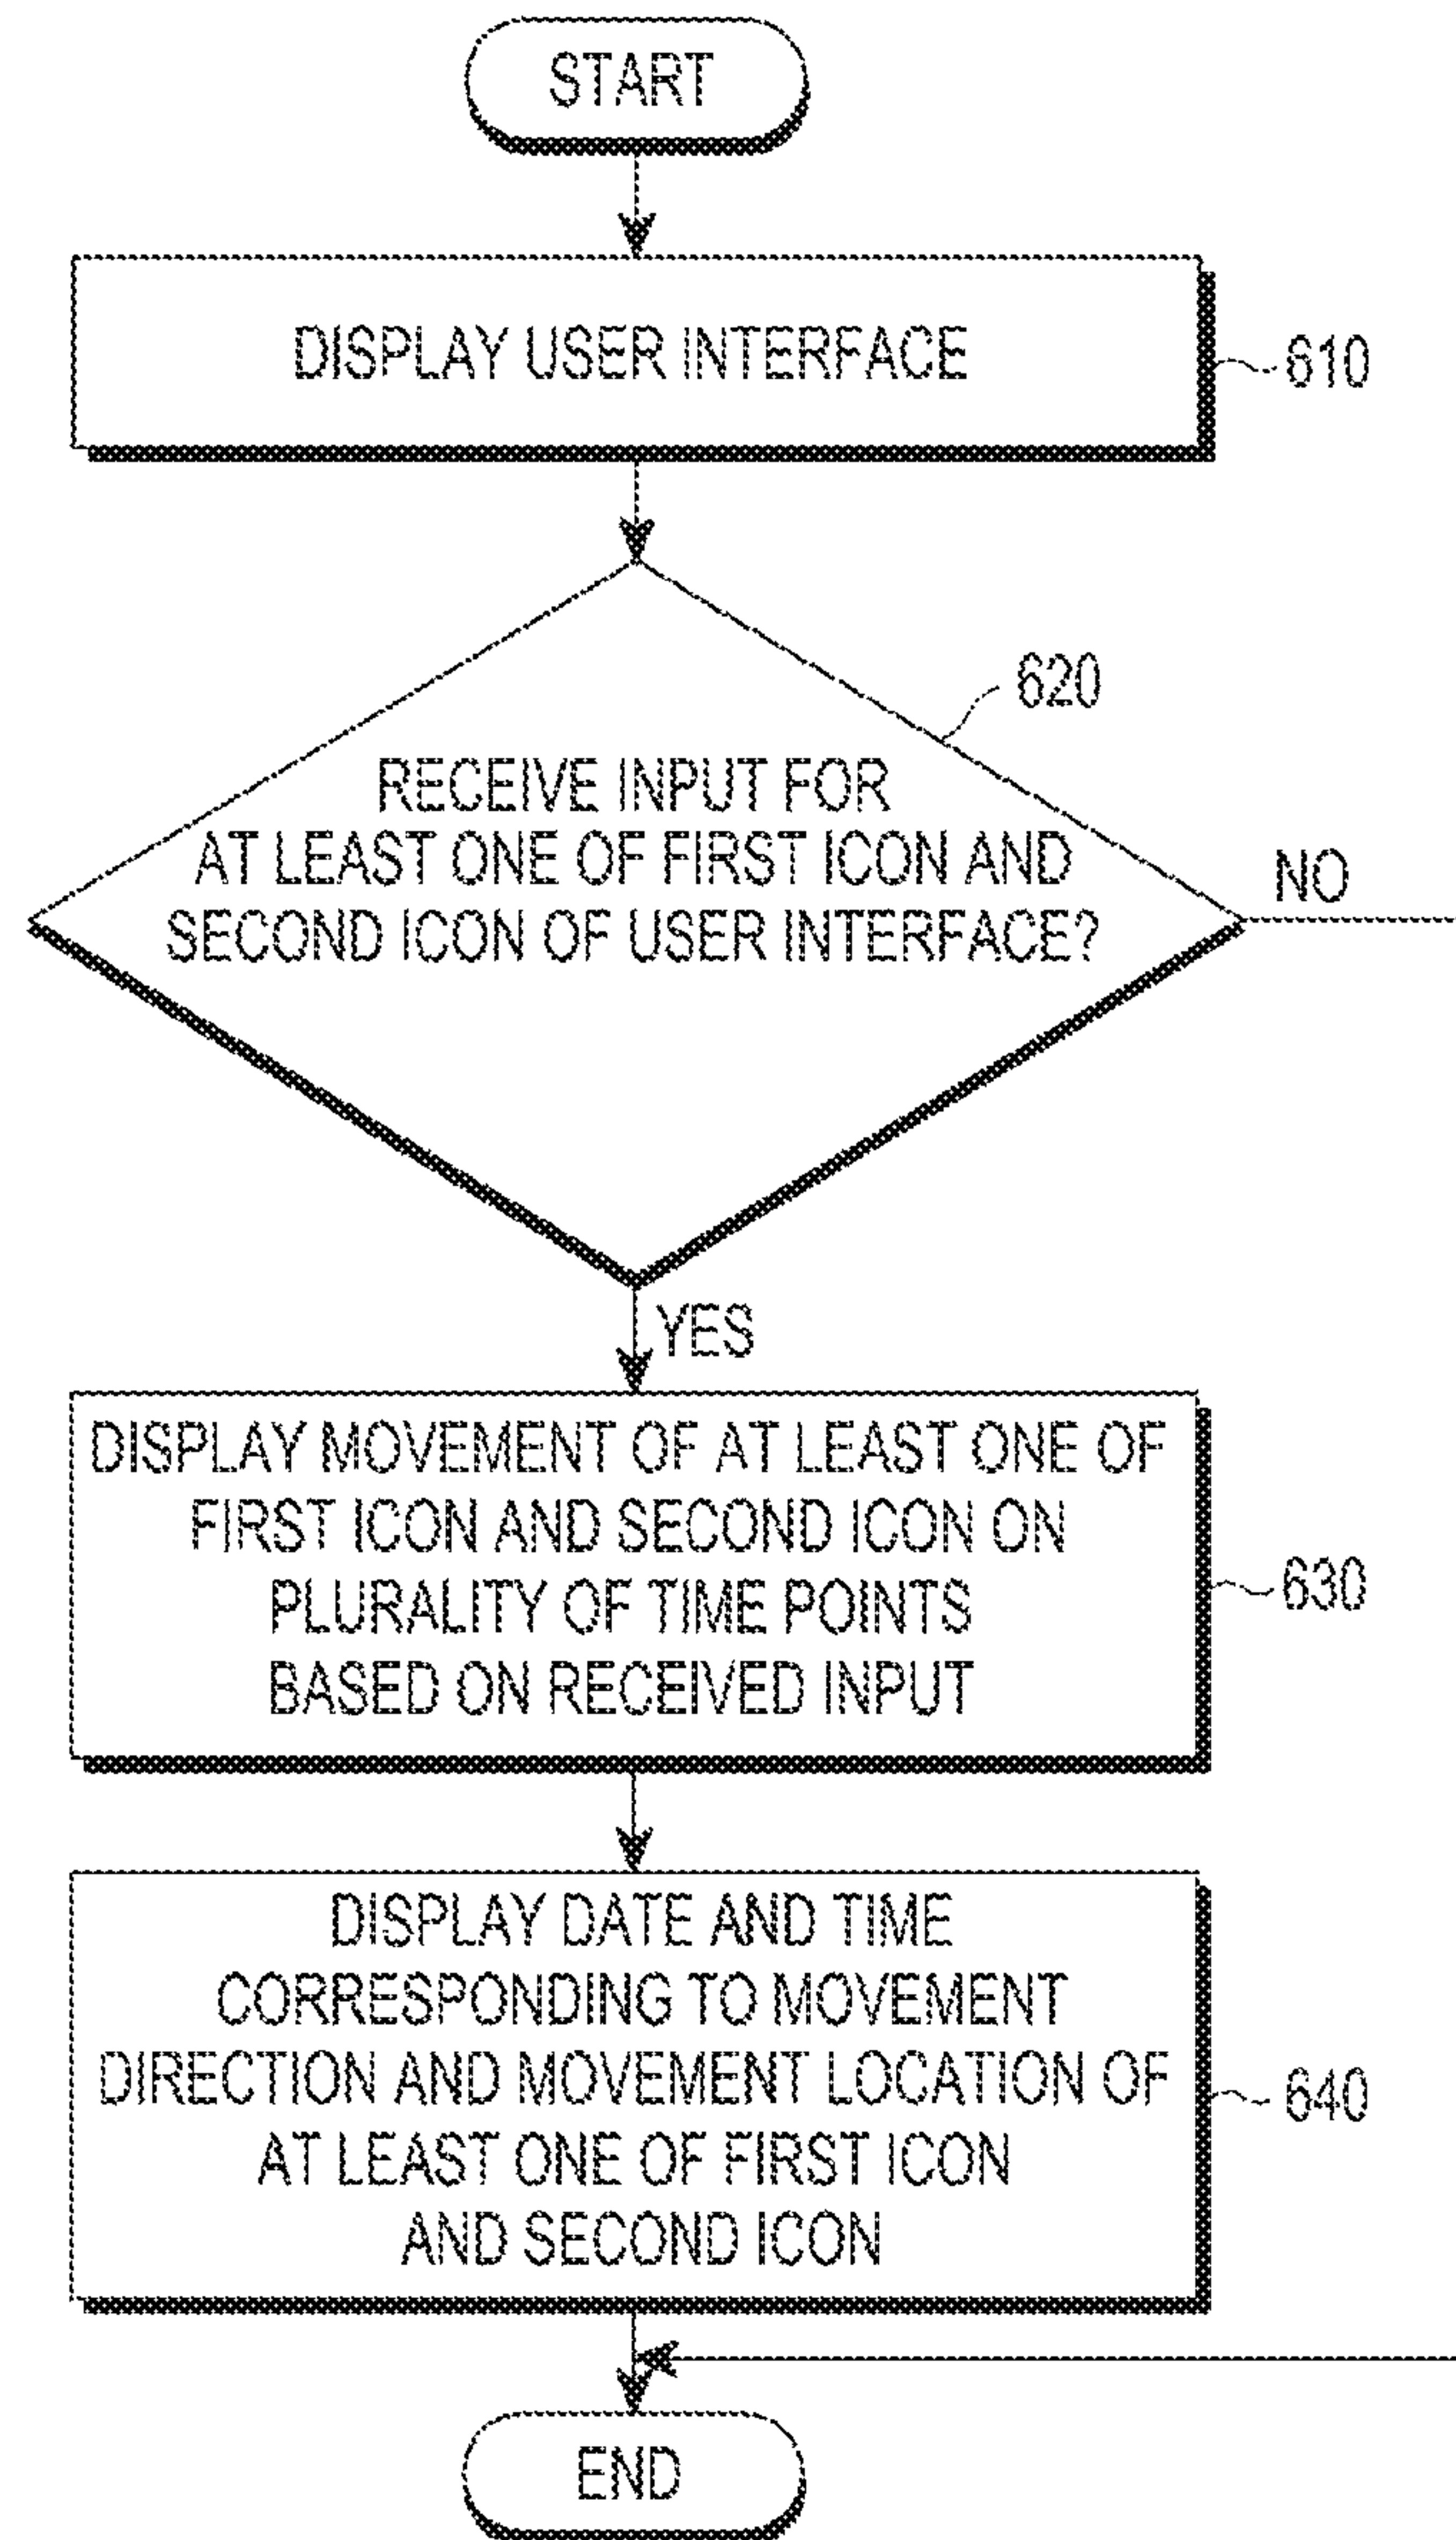 START
DISPLAY USER INTERFACE
610
620
RECEIVE INPUT FOR
AT LEAST ONE OF FIRST ICON AND
SECOND ICON OF USER INTERFACE?
NO
YES
DISPLAY MOVEMENT OF AT LEAST ONE OF
FIRST ICON AND SECOND ICON ON
PLURALITY OF TIME POINTS
BASED ON RECEIVED INPUT
630
DISPLAY DATE AND TIME
CORRESPONDING TO MOVEMENT
DIRECTION AND MOVEMENT LOCATION OF
AT LEAST ONE OF FIRST ICON
AND SECOND ICON
640
END